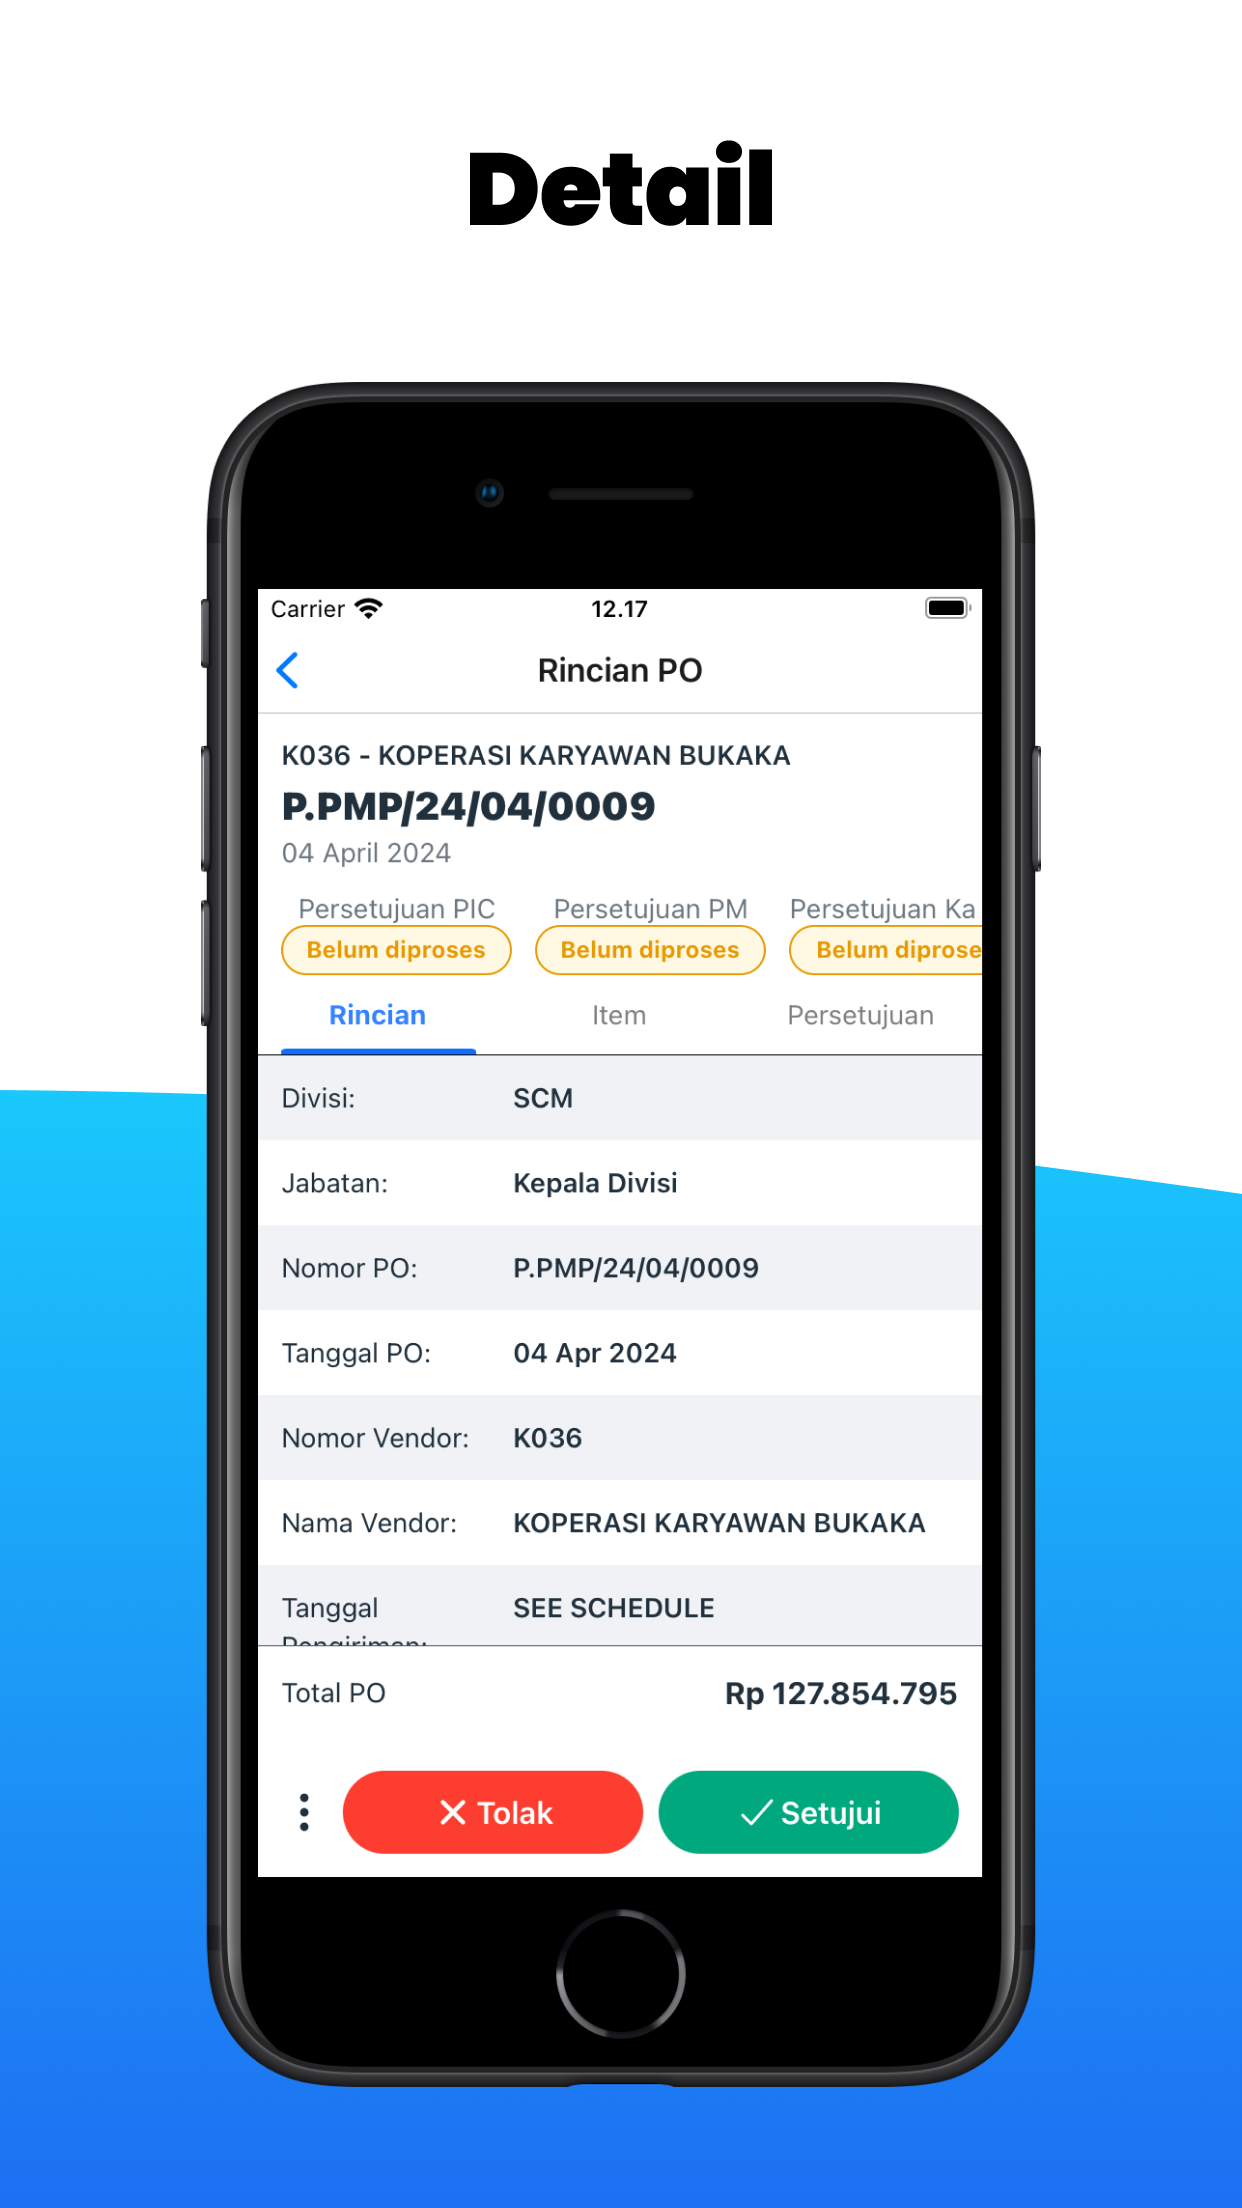 Detail
Carrier
12.17
Rincian PO
K036 - KOPERASI KARYAWAN BUKAKA
P.PMP/24/04/0009
04 April 2024
Persetujuan PIC Persetujuan PM Persetujuan Ka
Belum diproses Belum diproses Belum diprose
Rincian Item Persetujuan
Divisi: SCM
Jabatan: Kepala Divisi
Nomor PO: P.PMP/24/04/0009
Tanggal PO: 04 Apr 2024
Nomor Vendor: K036
Nama Vendor: KOPERASI KARYAWAN BUKAKA
Tanggal SEE SCHEDULE
Pengiriman:
Total PO Rp 127.854.795
Tolak Setujui